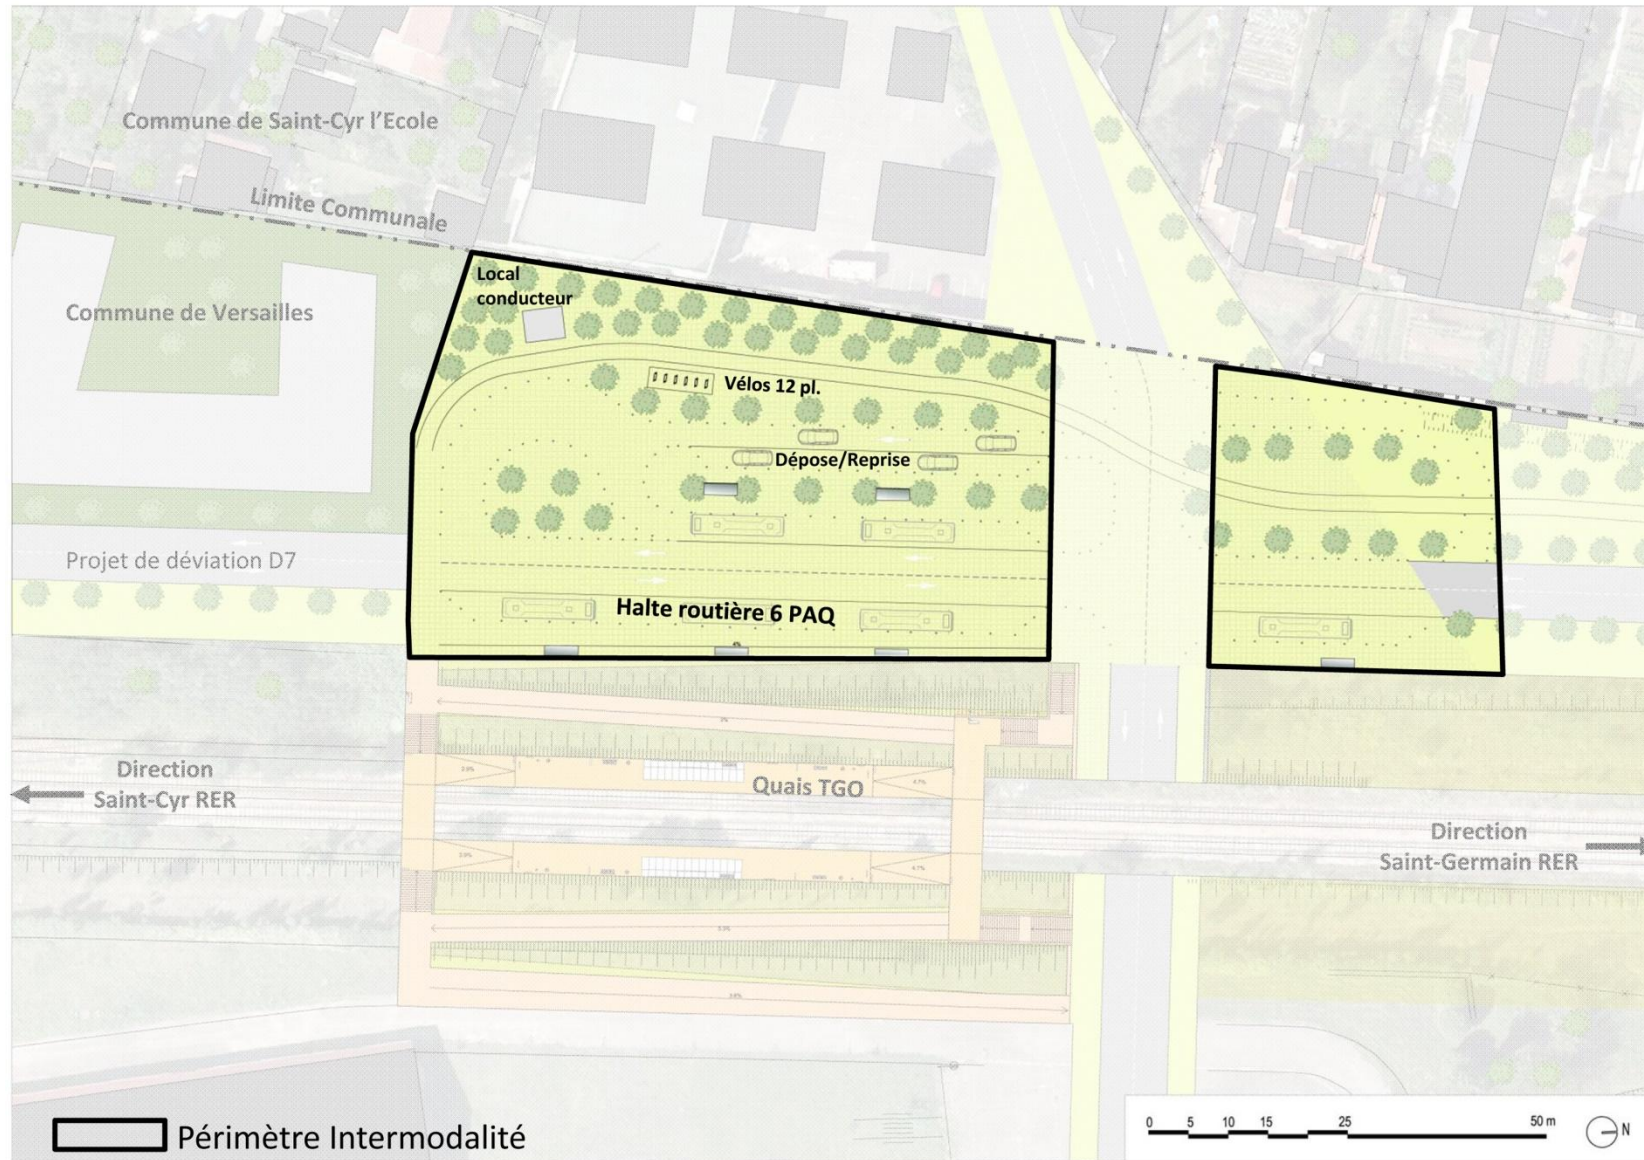 Commune de Saint-Cyr l'Ecole
Limite Communale
Commune de Versailles
Local
conducteur
Vélos 12 pl.
Dépose/Reprise
Projet de déviation D7
Halte routière 6 PAQ
Direction
Saint-Cyr RER
Quais TGO
Direction
Saint-Germain RER
Périmètre Intermodalité
0 5 10 15 25 50 m
N